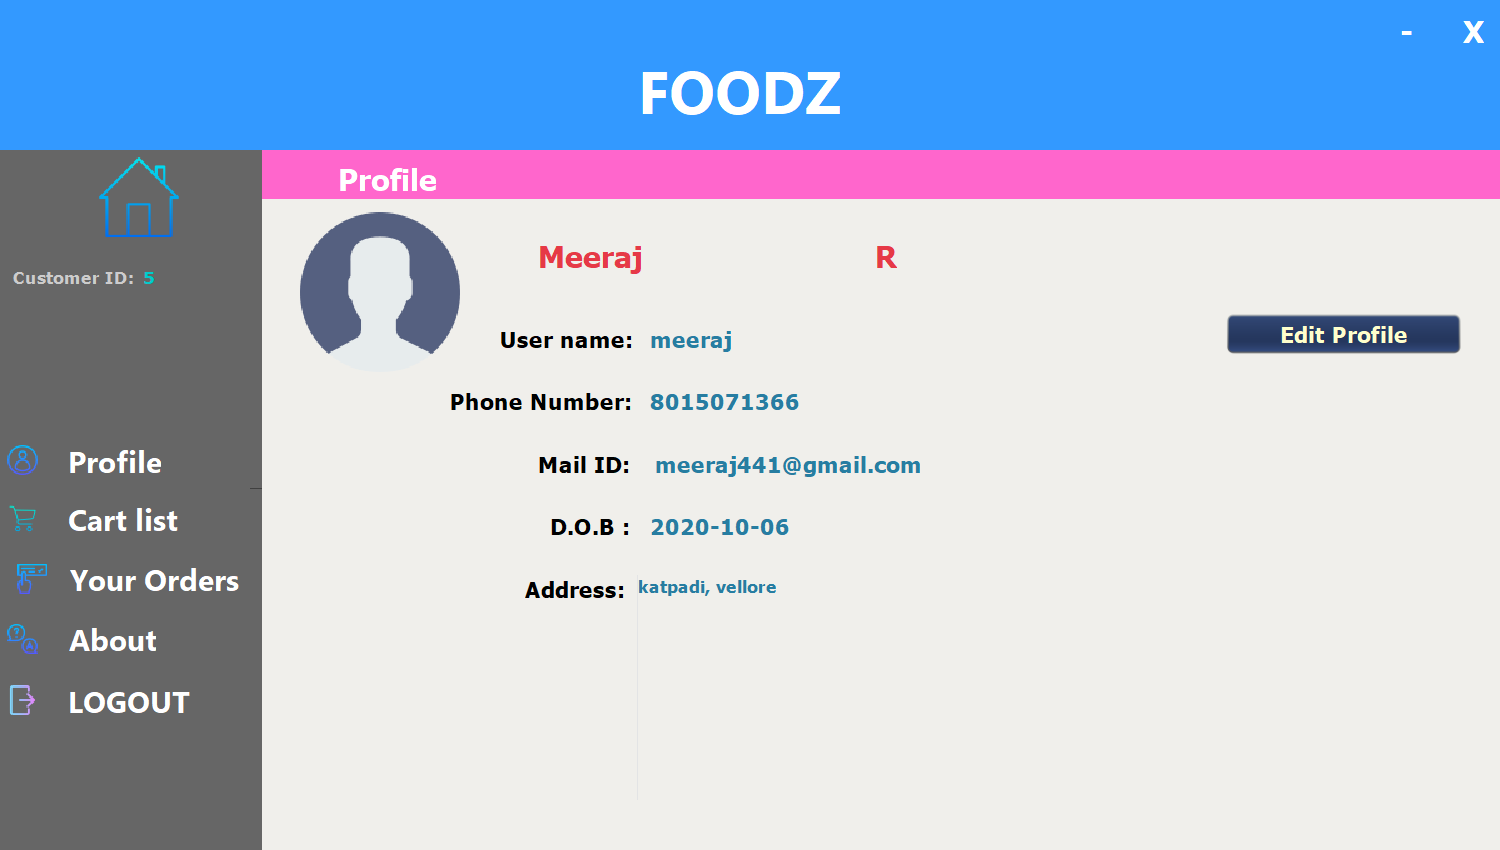 - X
FOODZ
Profile
Customer ID: 5
Meeraj R
User name: meeraj
Edit Profile
Phone Number: 8015071366
Mail ID: meeraj441@gmail.com
D.O.B : 2020-10-06
Address: katpadi, vellore
Profile
Cart list
Your Orders
About
LOGOUT